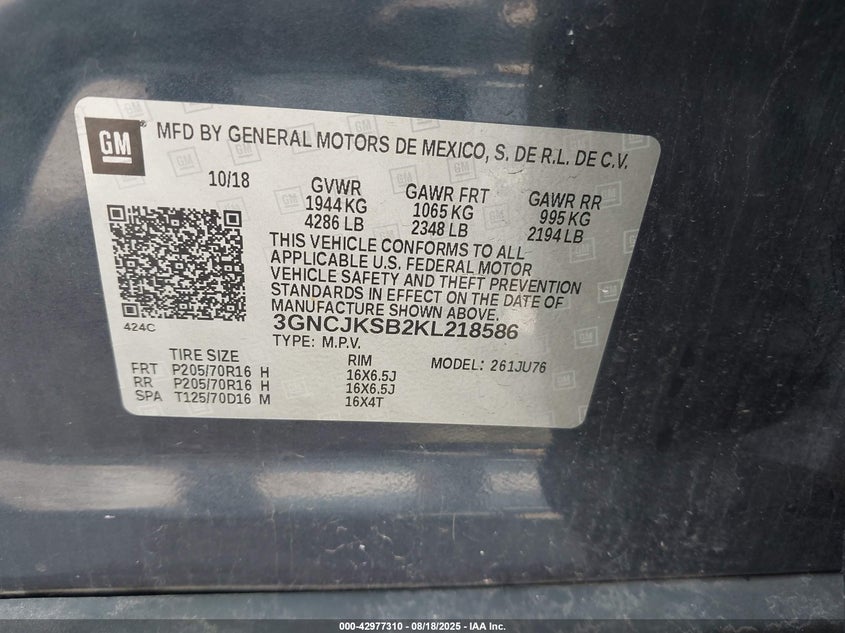 GM
MFD BY GENERAL MOTORS DE MEXICO, S. DE R.L. DE C.V.
10/18
GVWR GAWR FRT GAWR RR
1944 KG 1065 KG 995 KG
4286 LB 2348 LB 2194 LB
THIS VEHICLE CONFORMS TO ALL
APPLICABLE U.S. FEDERAL MOTOR
VEHICLE SAFETY AND THEFT PREVENTION
STANDARDS IN EFFECT ON THE DATE OF
MANUFACTURE SHOWN ABOVE.
3GNCJKSB2KL218586
424C
TYPE: M.P.V. MODEL: 261JU76
TIRE SIZE RIM
FRT P205/70R16 H 16X6.5J
RR P205/70R16 H 16X6.5J
SPA T125/70D16 M 16X4T
000-42977310 | 08/18/2025 - IAA Inc.